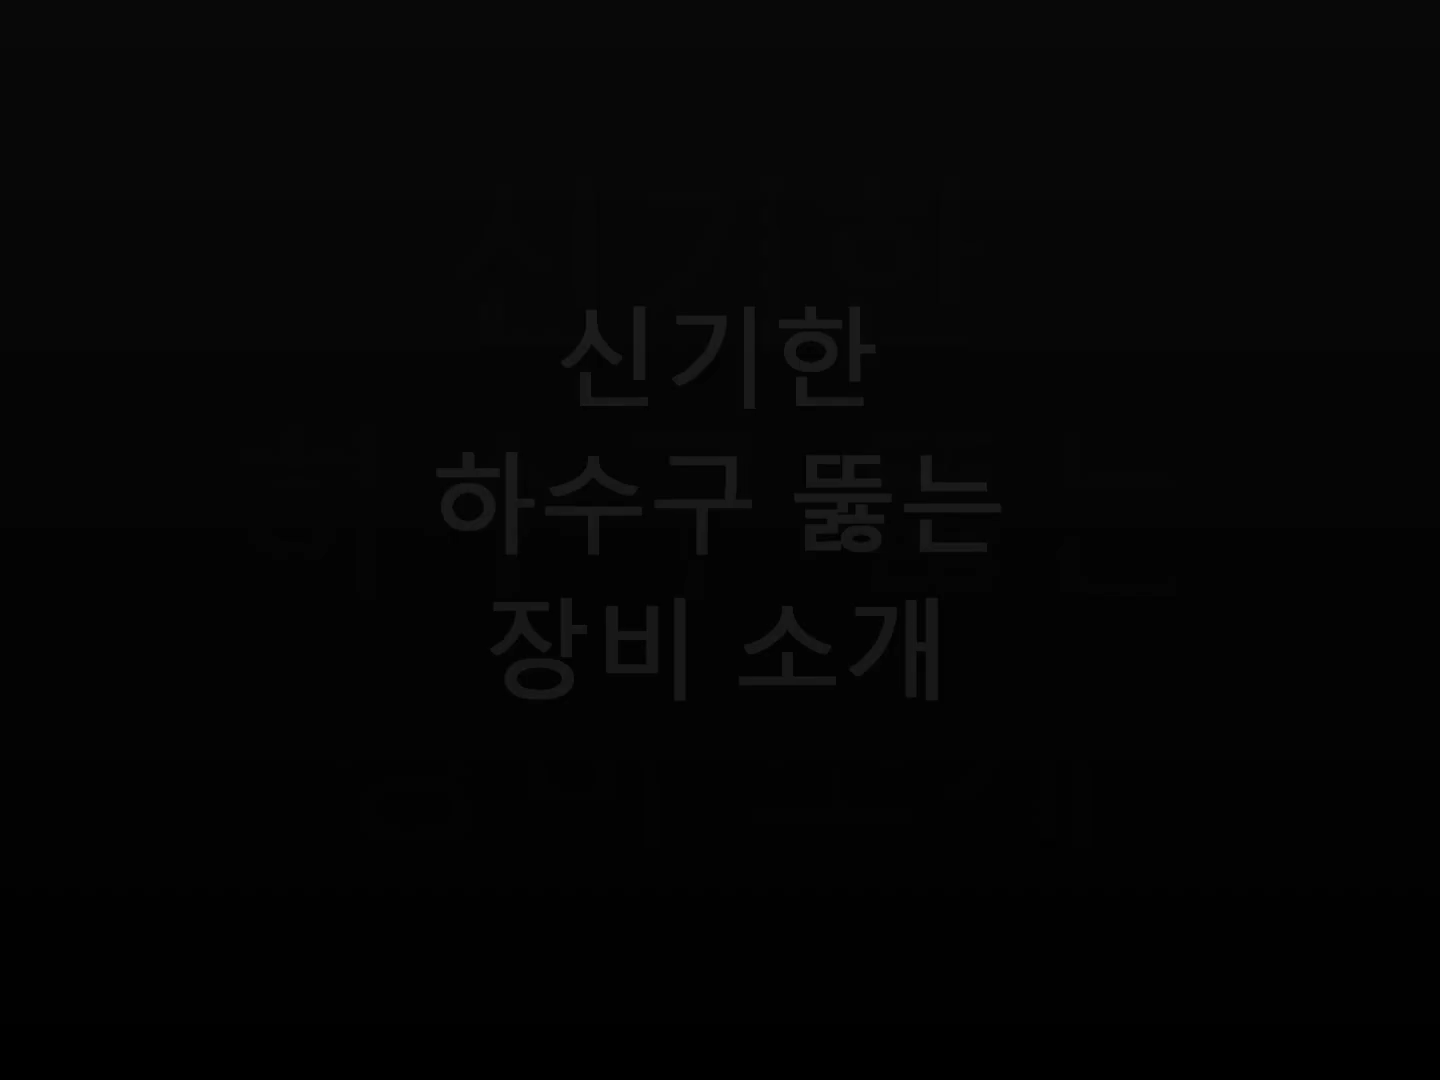 신기한
하수구 뚫는
장비 소개